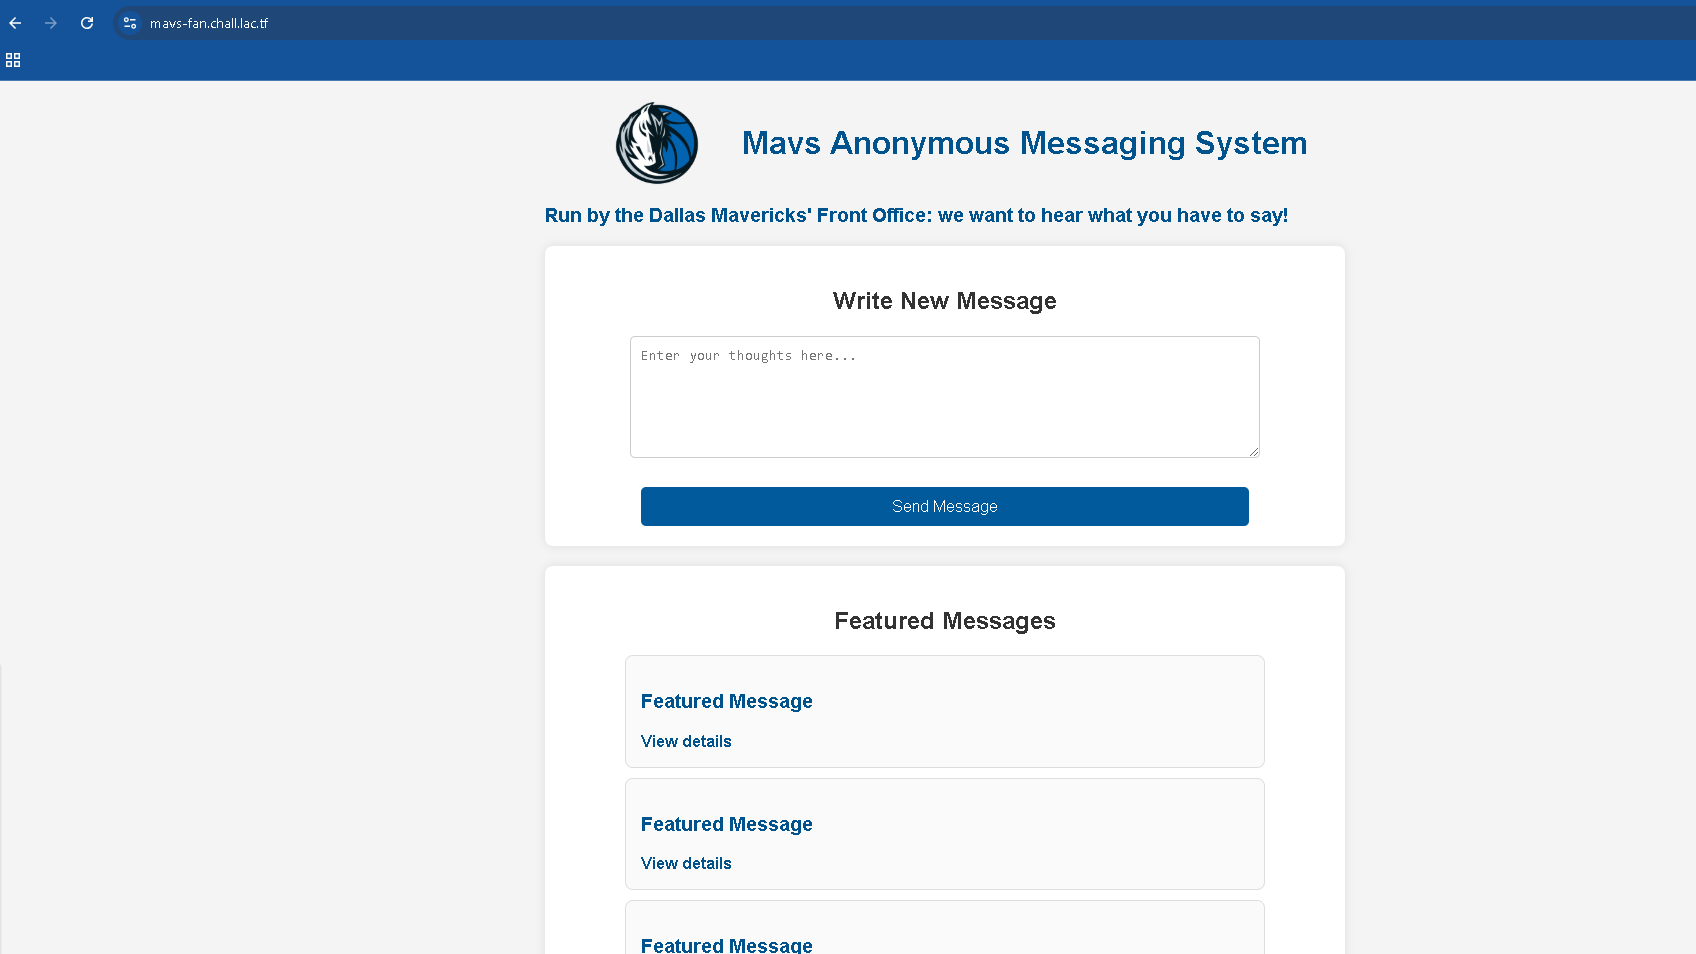 mavs-fan.chall.lac.tf
Mavs Anonymous Messaging System
Run by the Dallas Mavericks' Front Office: we want to hear what you have to say!
Write New Message
Enter your thoughts here...
Send Message
Featured Messages
Featured Message
View details
Featured Message
View details
Featured Message